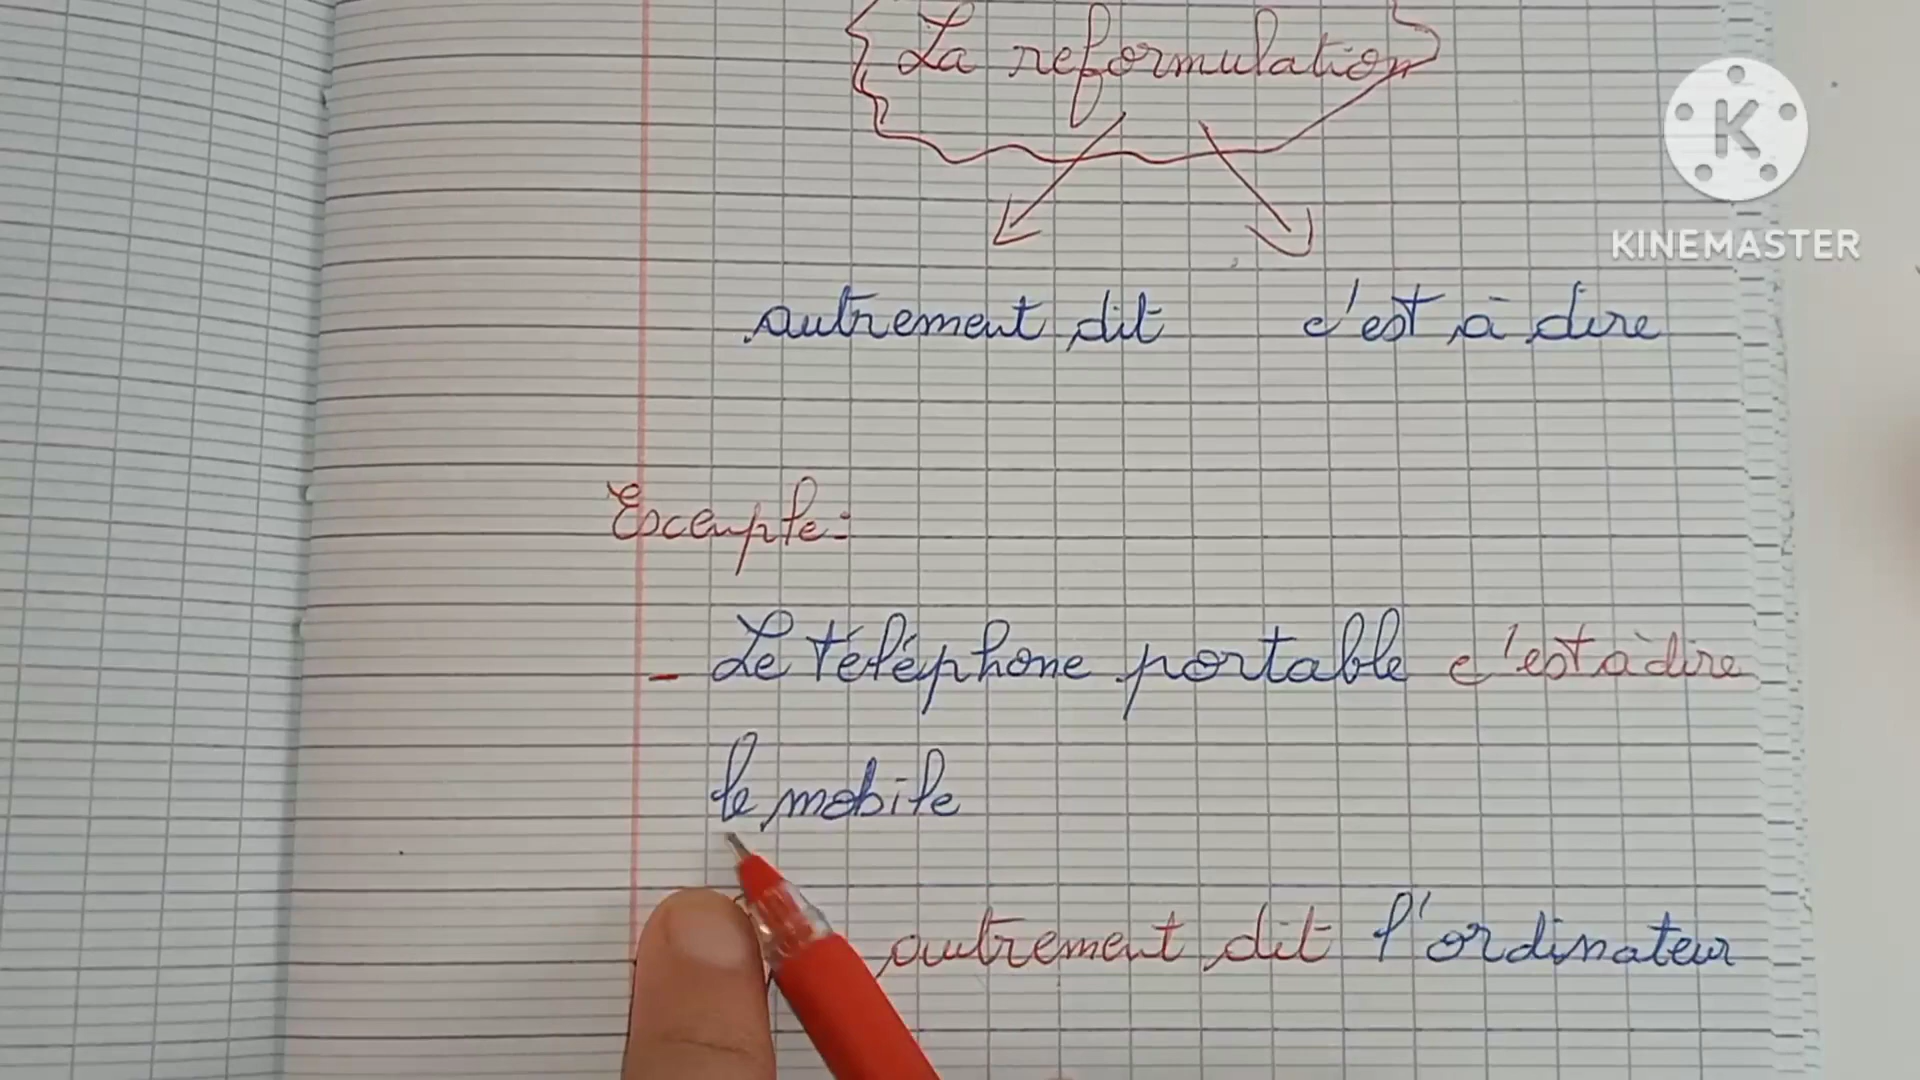 La reformulation
K
KINEMASTER
autrement dit c'est à dire
Exemple:
- Le téléphone portable c'est à dire
le mobile
autrement dit l'ordinateur